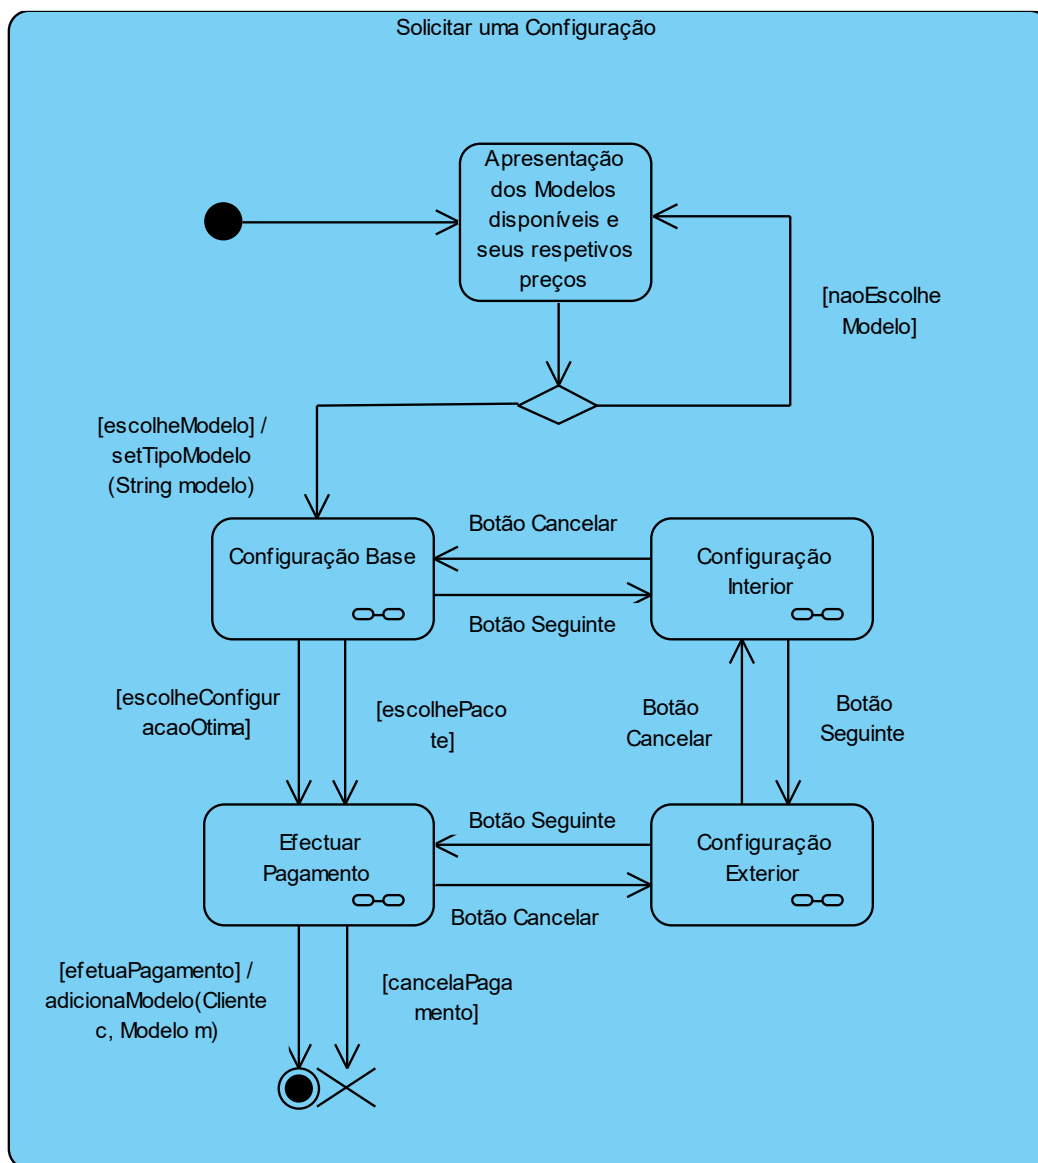 Solicitar uma Configuração
Apresentação
dos Modelos
disponíveis e
seus respetivos
preços
[naoEscolhe
Modelo]
[escolheModelo] /
setTipoModelo
(String modelo)
Botão Cancelar
Configuração Base
Configuração
Interior
Botão Seguinte
[escolheConfigur
acaoOtima]
[escolhePaco
te]
Botão
Cancelar
Botão
Seguinte
Botão Seguinte
Efectuar
Pagamento
Configuração
Exterior
Botão Cancelar
[efetuaPagamento] /
adicionaModelo(Cliente
c, Modelo m)
[cancelaPaga
mento]